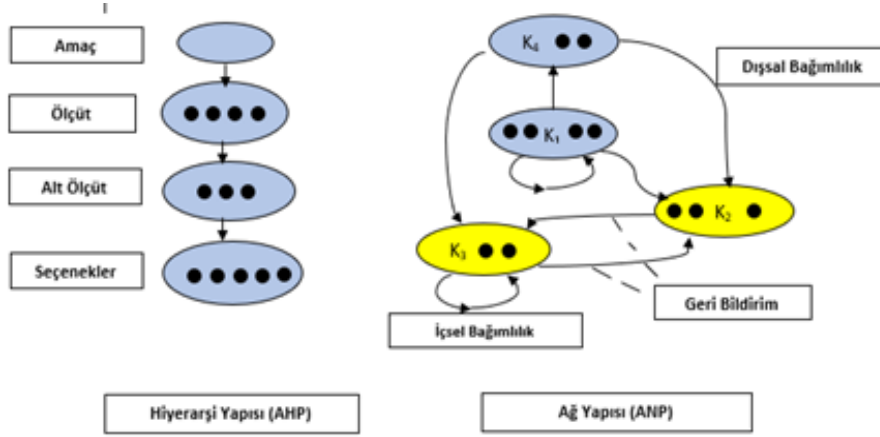 Amaç
Ölçüt
Alt Ölçüt
Seçenekler
Hiyerarşi Yapısı (AHP)
K₄
Dışsal Bağımlılık
K₁
K₂
K₃
Geri Bildirim
İçsel Bağımlılık
Ağ Yapısı (ANP)